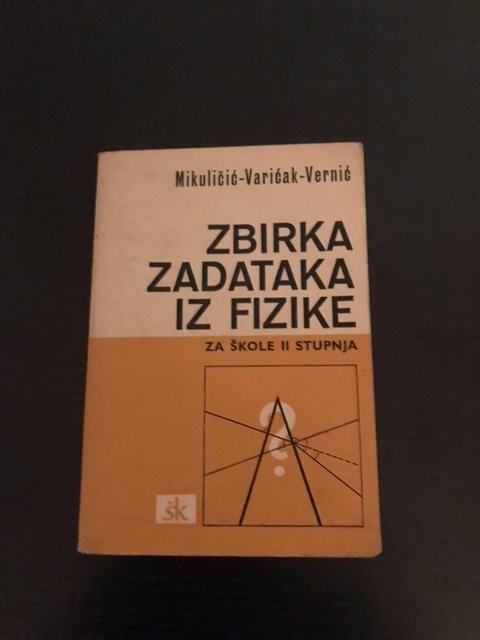 Mikuličić-Varićak-Vernić
ZBIRKA
ZADATAKA
IZ FIZIKE
ZA ŠKOLE II STUPNJA
?
šk